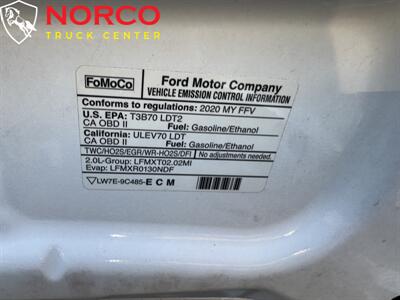 NORCO
TRUCK CENTER
FoMoCo
Ford Motor Company
VEHICLE EMISSION CONTROL INFORMATION
Conforms to regulations: 2020 MY FFV
U.S. EPA: T3B70 LDT2
CA OBD II Fuel: Gasoline/Ethanol
California: ULEV70 LDT
CA OBD II Fuel: Gasoline/Ethanol
TWC/HO2S/EGR/WR-HO2S/DFI No adjustments needed.
2.0L-Group: LFMXT02.02MI
Evap: LFMXR0130NDF
LW7E-9C485-E C M